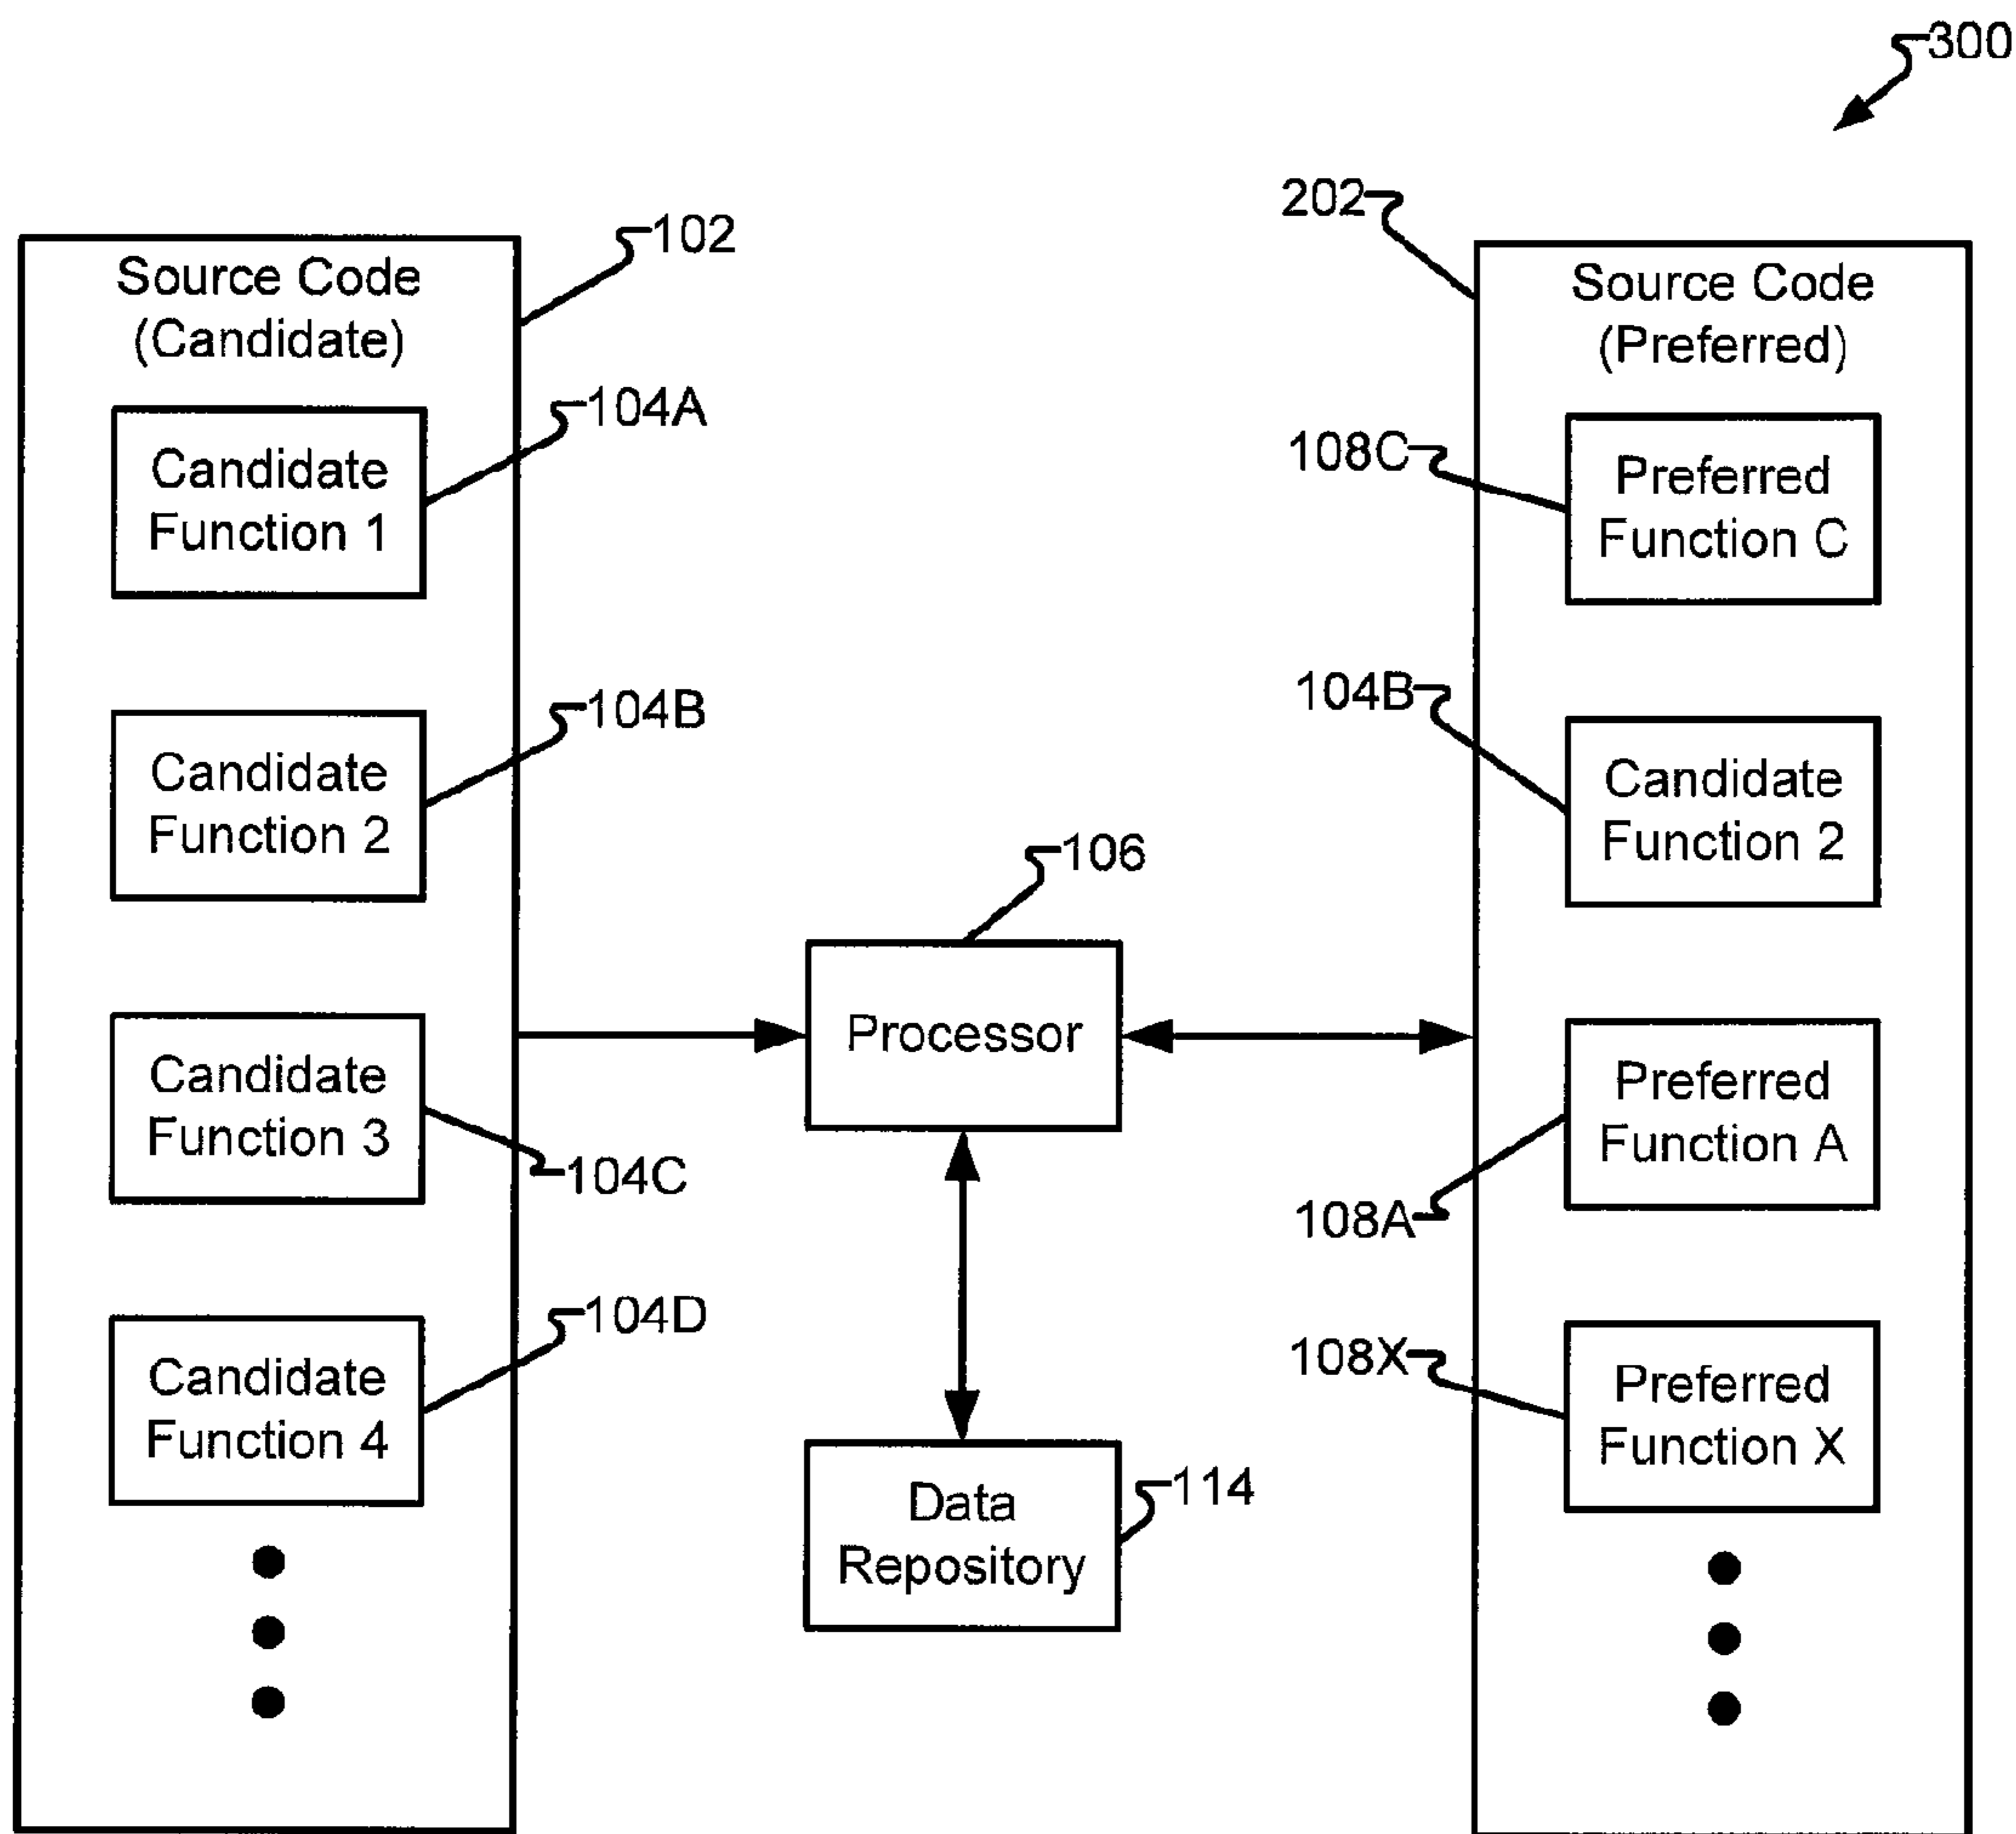 300
Source Code
(Candidate)
102
Candidate
Function 1
104A
Candidate
Function 2
104B
Candidate
Function 3
104C
Candidate
Function 4
104D
106
Processor
Data
Repository
114
202
Source Code
(Preferred)
108C
Preferred
Function C
104B
Candidate
Function 2
Preferred
Function A
108A
108X
Preferred
Function X